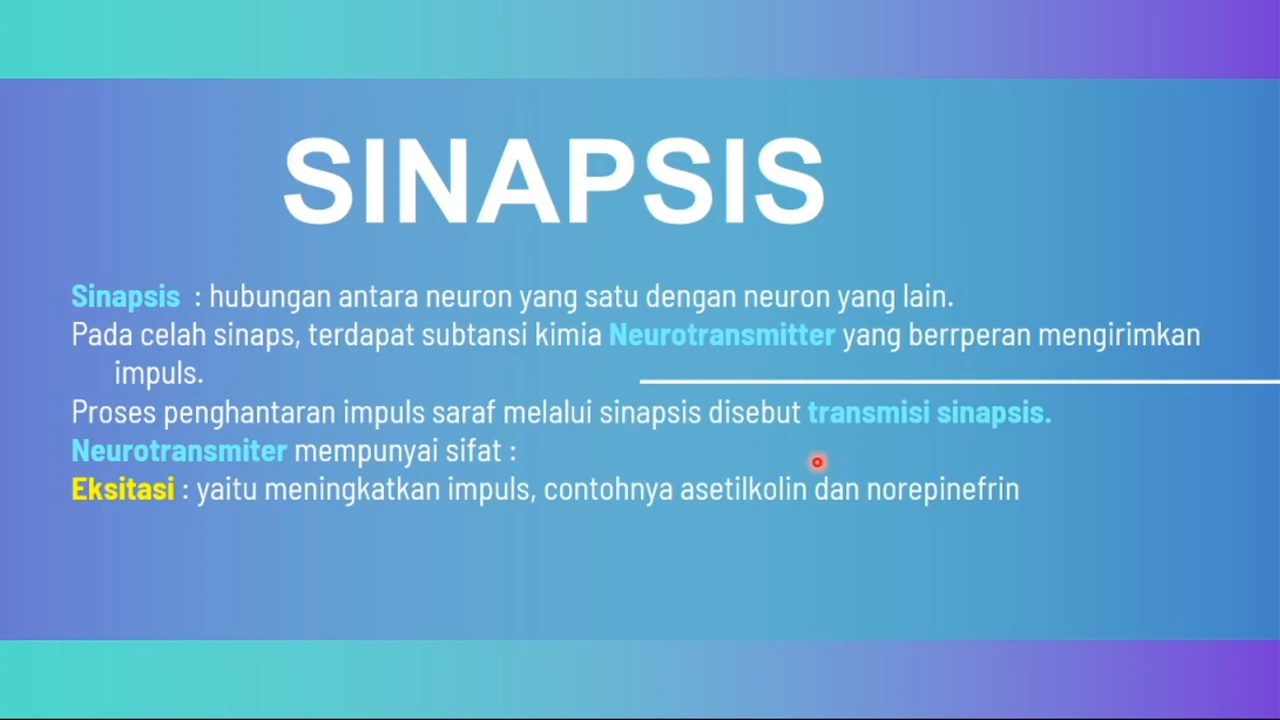 SINAPSIS
Sinapsis : hubungan antara neuron yang satu dengan neuron yang lain.
Pada celah sinaps, terdapat subtansi kimia Neurotransmitter yang berrperan mengirimkan
impuls.
Proses penghantaran impuls saraf melalui sinapsis disebut transmisi sinapsis.
Neurotransmiter mempunyai sifat :
Eksitasi : yaitu meningkatkan impuls, contohnya asetilkolin dan norepinefrin